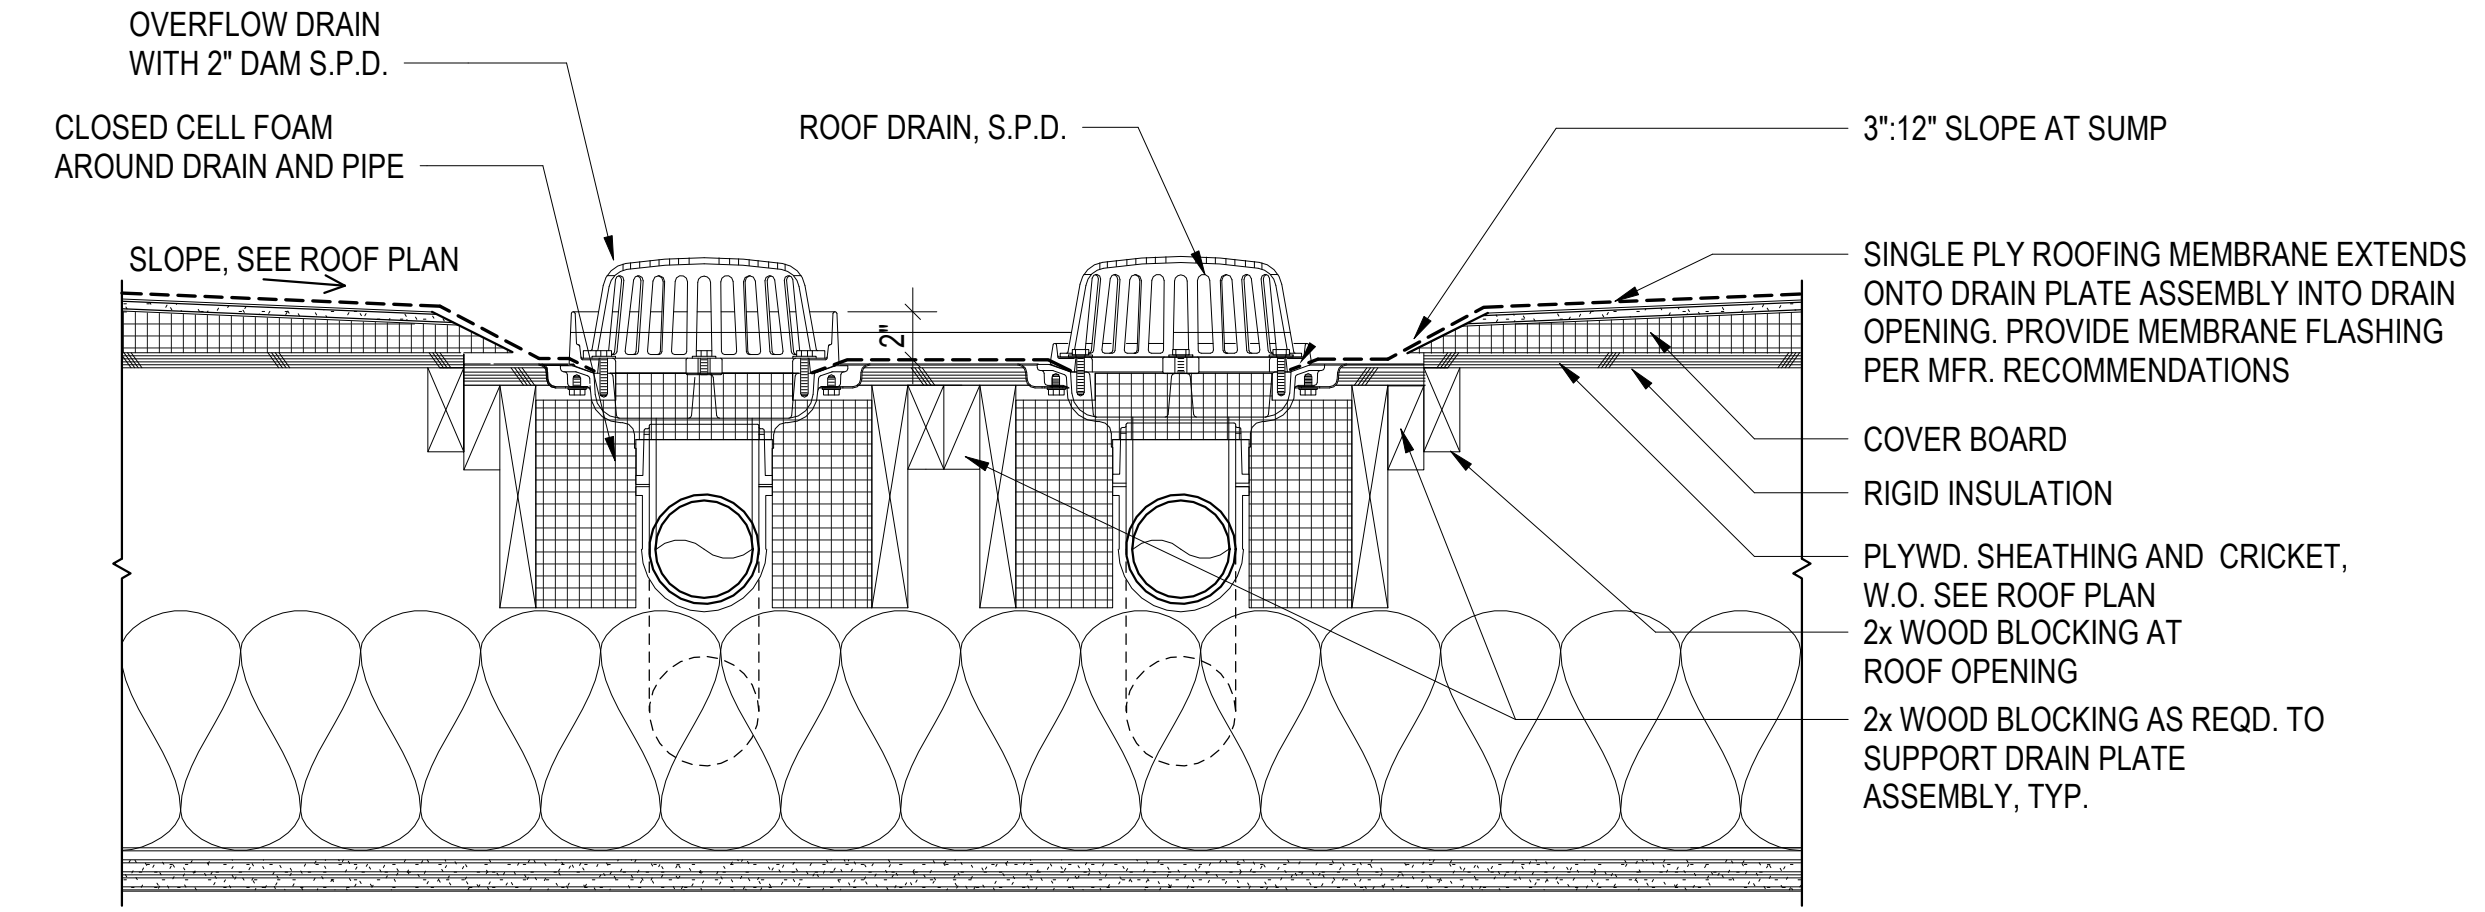 OVERFLOW DRAIN
WITH 2" DAM S.P.D.
CLOSED CELL FOAM
AROUND DRAIN AND PIPE
ROOF DRAIN, S.P.D.
SLOPE, SEE ROOF PLAN
2"
3":12" SLOPE AT SUMP
SINGLE PLY ROOFING MEMBRANE EXTENDS
ONTO DRAIN PLATE ASSEMBLY INTO DRAIN
OPENING. PROVIDE MEMBRANE FLASHING
PER MFR. RECOMMENDATIONS
COVER BOARD
RIGID INSULATION
PLYWD. SHEATHING AND CRICKET,
W.O. SEE ROOF PLAN
2x WOOD BLOCKING AT
ROOF OPENING
2x WOOD BLOCKING AS REQD. TO
SUPPORT DRAIN PLATE
ASSEMBLY, TYP.